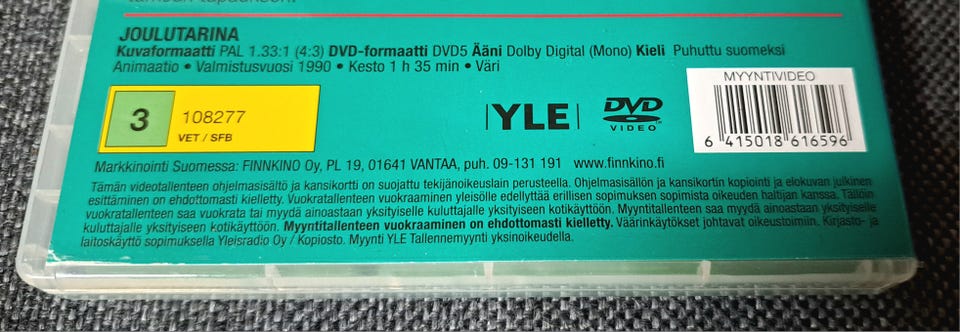 JOULUTARINA
Kuvaformaatti PAL 1.33:1 (4:3) DVD-formaatti DVD5 Ääni Dolby Digital (Mono) Kieli Puhuttu suomeksi
Animaatio • Valmistusvuosi 1990 • Kesto 1 h 35 min • Väri
MYYNTIVIDEO
3 108277
VET / SFB
YLE
DVD
VIDEO
6 415018 616596
Markkinointi Suomessa: FINNKINO Oy, PL 19, 01641 VANTAA, puh. 09-131 191 www.finnkino.fi
Tämän videotallenteen ohjelmasisältö ja kansikortti on suojattu tekijänoikeuslain perusteella. Ohjelmasisällön ja kansikortin kopiointi ja elokuvan julkinen
esittäminen on ehdottomasti kielletty. Vuokratallenteen vuokraaminen yleisölle edellyttää erillisen sopimuksen sopimista oikeuden haltijan kanssa. Tällöin
vuokratallenteen saa vuokrata tai myydä ainoastaan yksityiselle kuluttajalle yksityiseen kotikäyttöön. Myyntitallenteen saa myydä ainoastaan yksityiselle
kuluttajalle yksityiseen kotikäyttöön. Myyntitallenteen vuokraaminen on ehdottomasti kielletty. Väärinkäytökset johtavat oikeustoimiin. Kirjasto- ja
laitoskäyttö sopimuksella Yleisradio Oy / Kopiosto. Myynti YLE Tallennemyynti yksinoikeudella.